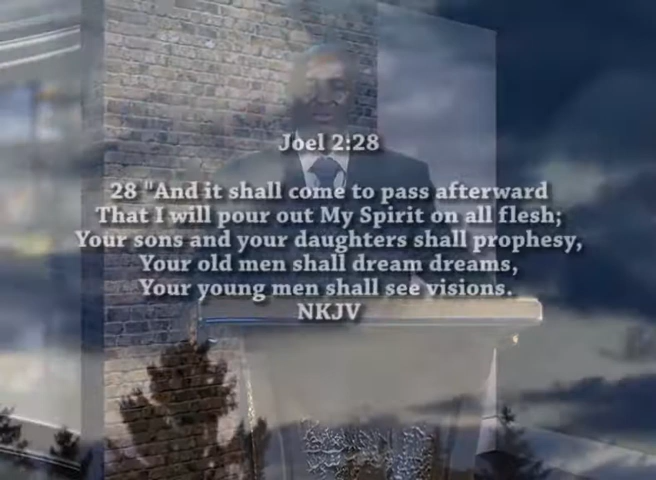 Joel 2:28
28 "And it shall come to pass afterward
That I will pour out My Spirit on all flesh;
Your sons and your daughters shall prophesy,
Your old men shall dream dreams,
Your young men shall see visions.
NKJV